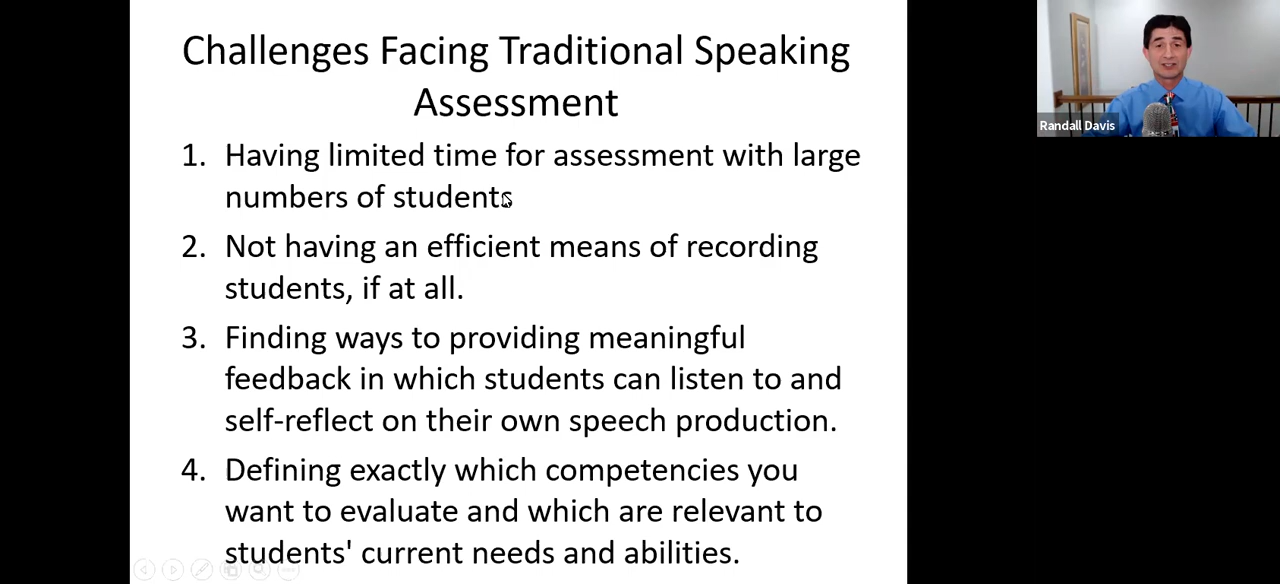 Challenges Facing Traditional Speaking
Assessment
1. Having limited time for assessment with large
numbers of students
2. Not having an efficient means of recording
students, if at all.
3. Finding ways to providing meaningful
feedback in which students can listen to and
self-reflect on their own speech production.
4. Defining exactly which competencies you
want to evaluate and which are relevant to
students' current needs and abilities.
Randall Davis